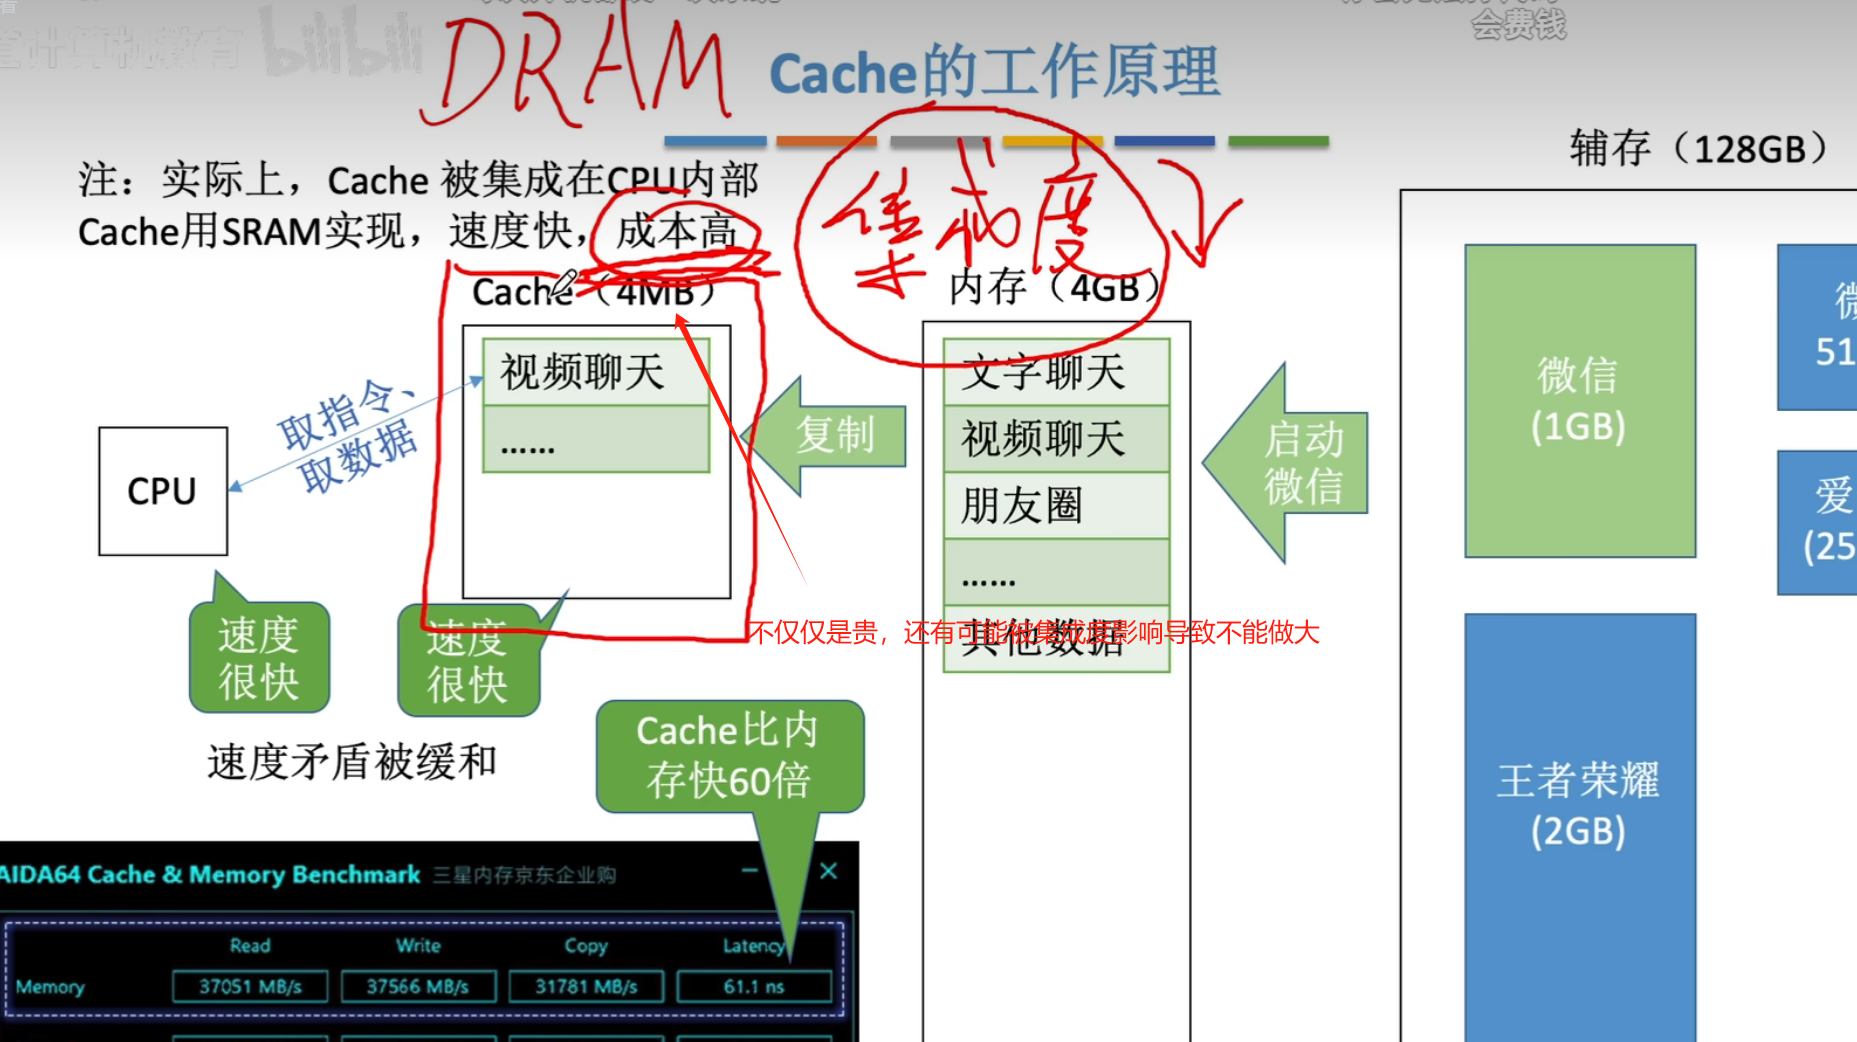 看
计算机教育 bilibili
会费钱
DRAM
Cache的工作原理
注：实际上，Cache 被集成在CPU内部
Cache用SRAM实现，速度快，成本高
集成度
辅存（128GB）
Cache（4MB）
内存（4GB）
视频聊天
......
取指令、
取数据
CPU
复制
文字聊天
视频聊天
朋友圈
......
其他数据
启动
微信
微信
(1GB)
微
51
爱
(25
王者荣耀
(2GB)
不仅仅是贵，还有可能被集成度影响导致不能做大
速度
很快
速度
很快
速度矛盾被缓和
Cache比内
存快60倍
AIDA64 Cache & Memory Benchmark 三星内存京东企业购
Read Write Copy Latency
Memory 37051 MB/s 37566 MB/s 31781 MB/s 61.1 ns